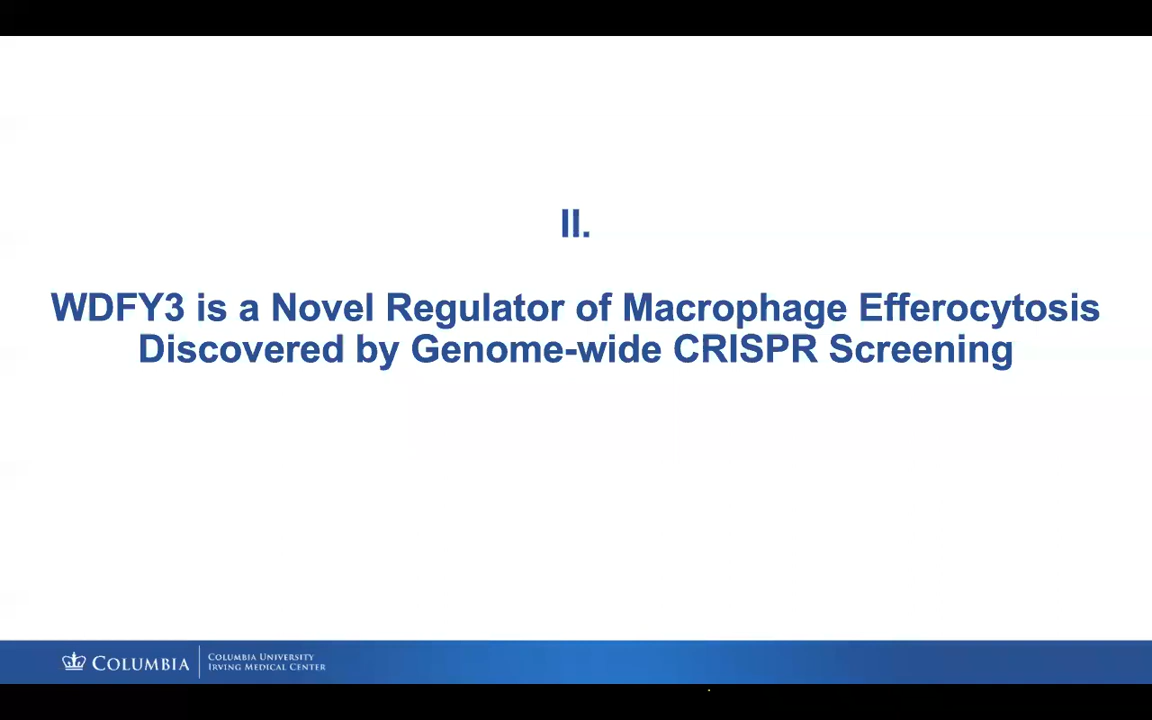 II.
WDFY3 is a Novel Regulator of Macrophage Efferocytosis
Discovered by Genome-wide CRISPR Screening
COLUMBIA
COLUMBIA UNIVERSITY
IRVING MEDICAL CENTER